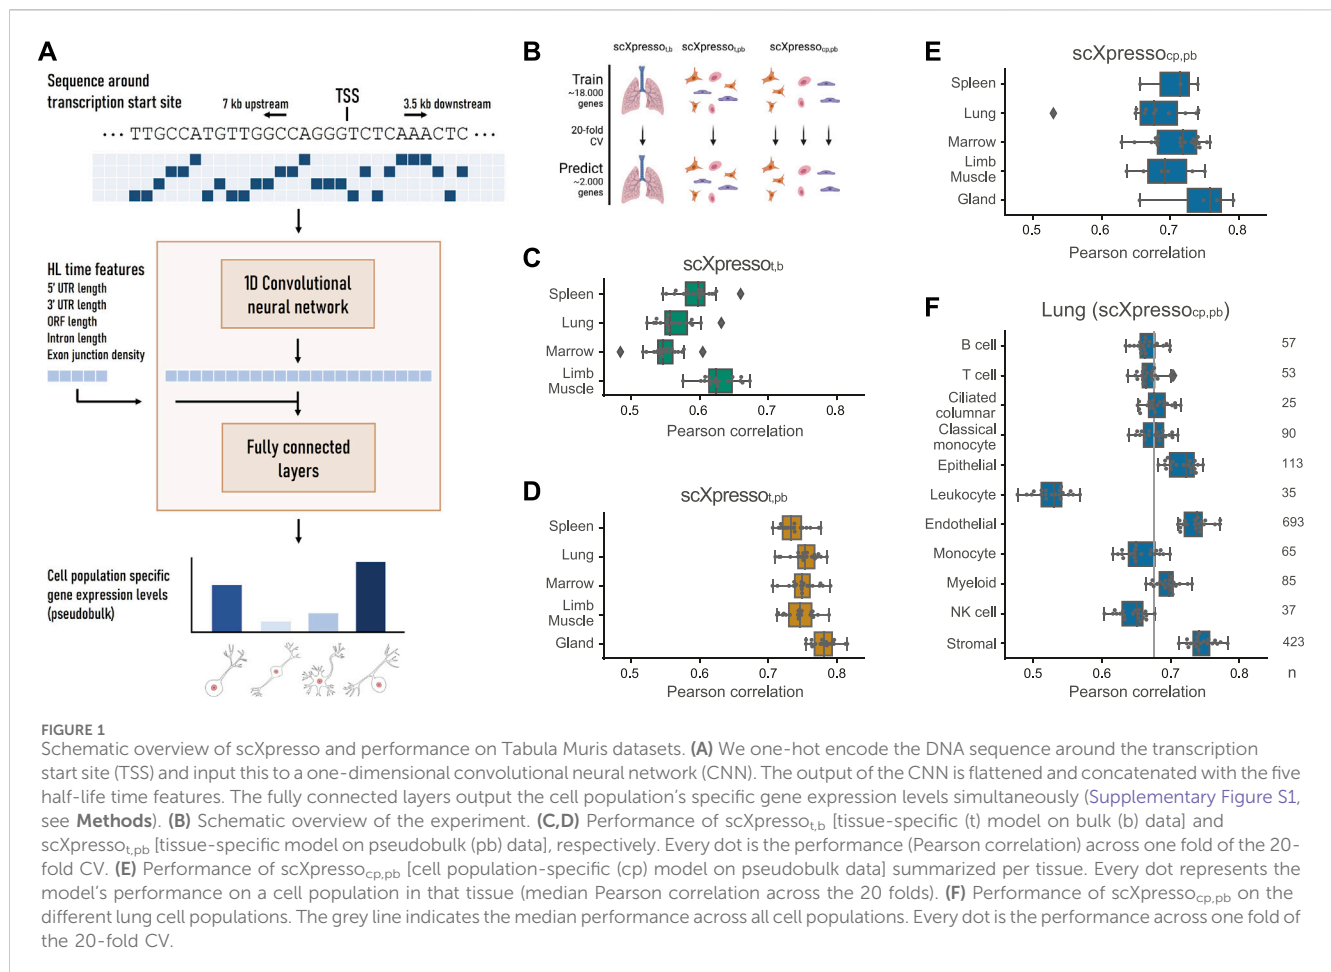 A
Sequence around
transcription start site
7 kb upstream
TSS
3.5 kb downstream
··· TTGCCATGTTGGCCAGGGTCTCAAACTC ···
HL time features
5' UTR length
3' UTR length
ORF length
Intron length
Exon junction density
1D Convolutional
neural network
Fully connected
layers
Cell population specific
gene expression levels
(pseudobulk)
B
scXpresso t,b
scXpresso t,pb
scXpresso cp,pb
Train
~18.000
genes
20-fold
CV
Predict
~2.000
genes
C
scXpresso t,b
Spleen
Lung
Marrow
Limb
Muscle
0.5 0.6 0.7 0.8
Pearson correlation
D
scXpresso t,pb
Spleen
Lung
Marrow
Limb
Muscle
Gland
0.5 0.6 0.7 0.8
Pearson correlation
E
scXpresso cp,pb
Spleen
Lung
Marrow
Limb
Muscle
Gland
0.5 0.6 0.7 0.8
Pearson correlation
F
Lung (scXpresso cp,pb)
B cell 57
T cell 53
Ciliated
columnar 25
Classical
monocyte 90
Epithelial 113
Leukocyte 35
Endothelial 693
Monocyte 65
Myeloid 85
NK cell 37
Stromal 423
0.5 0.6 0.7 0.8 n
Pearson correlation
FIGURE 1
Schematic overview of scXpresso and performance on Tabula Muris datasets. (A) We one-hot encode the DNA sequence around the transcription
start site (TSS) and input this to a one-dimensional convolutional neural network (CNN). The output of the CNN is flattened and concatenated with the five
half-life time features. The fully connected layers output the cell population's specific gene expression levels simultaneously (Supplementary Figure S1,
see Methods). (B) Schematic overview of the experiment. (C,D) Performance of scXpresso t,b [tissue-specific (t) model on bulk (b) data] and
scXpresso t,pb [tissue-specific model on pseudobulk (pb) data], respectively. Every dot is the performance (Pearson correlation) across one fold of the 20-
fold CV. (E) Performance of scXpresso cp,pb [cell population-specific (cp) model on pseudobulk data] summarized per tissue. Every dot represents the
model's performance on a cell population in that tissue (median Pearson correlation across the 20 folds). (F) Performance of scXpresso cp,pb on the
different lung cell populations. The grey line indicates the median performance across all cell populations. Every dot is the performance across one fold of
the 20-fold CV.